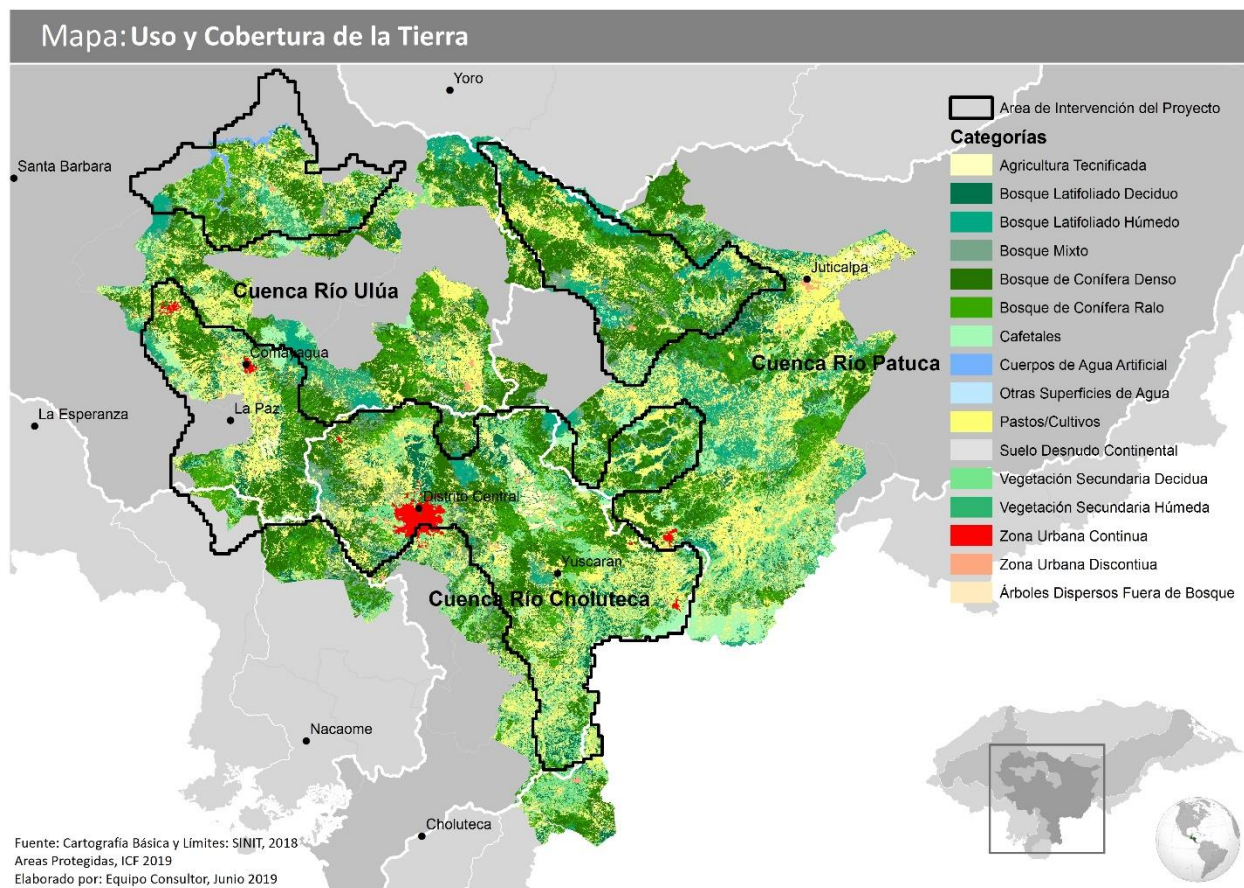 Mapa: Uso y Cobertura de la Tierra
Yoro
Santa Barbara
Juticalpa
Cuenca Río Ulúa
Cuenca Río Patuca
Comayagua
La Esperanza
La Paz
Distrito Central
Yuscaran
Cuenca Río Choluteca
Nacaome
Choluteca
Area de Intervención del Proyecto
Categorías
Agricultura Tecnificada
Bosque Latifoliado Deciduo
Bosque Latifoliado Húmedo
Bosque Mixto
Bosque de Conífera Denso
Bosque de Conífera Ralo
Cafetales
Cuerpos de Agua Artificial
Otras Superficies de Agua
Pastos/Cultivos
Suelo Desnudo Continental
Vegetación Secundaria Decidua
Vegetación Secundaria Húmeda
Zona Urbana Continua
Zona Urbana Discontiua
Árboles Dispersos Fuera de Bosque
Fuente: Cartografía Básica y Límites: SINIT, 2018
Areas Protegidas, ICF 2019
Elaborado por: Equipo Consultor, Junio 2019